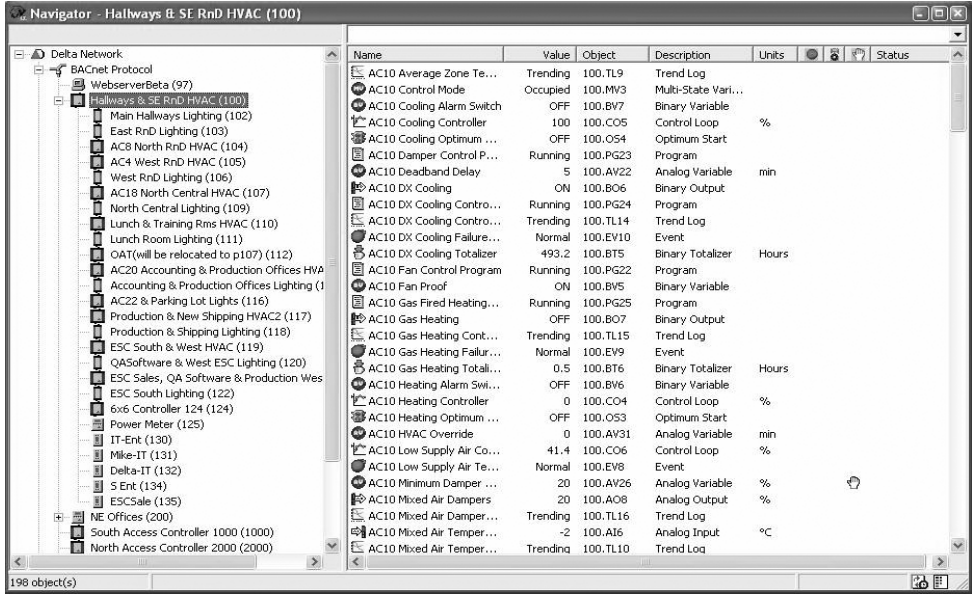 Navigator - Hallways & SE RnD HVAC (100)
Delta Network
BACnet Protocol
WebserverBeta (97)
Hallways & SE RnD HVAC (100)
Main Hallways Lighting (102)
East RnD Lighting (103)
AC8 North RnD HVAC (104)
AC4 West RnD HVAC (105)
West RnD Lighting (106)
AC18 North Central HVAC (107)
North Central Lighting (109)
Lunch & Training Rms HVAC (110)
Lunch Room Lighting (111)
OAT(will be relocated to p107) (112)
AC20 Accounting & Production Offices HVA
Accounting & Production Offices Lighting (1
AC22 & Parking Lot Lights (116)
Production & New Shipping HVAC2 (117)
Production & Shipping Lighting (118)
ESC South & West HVAC (119)
QASoftware & West ESC Lighting (120)
ESC Sales, QA Software & Production Wes
ESC South Lighting (122)
6x6 Controller 124 (124)
Power Meter (125)
IT-Ent (130)
Mike-IT (131)
Delta-IT (132)
S Ent (134)
ESCSale (135)
NE Offices (200)
South Access Controller 1000 (1000)
North Access Controller 2000 (2000)
Name Value Object Description Units Status
AC10 Average Zone Te... Trending 100.TL9 Trend Log
AC10 Control Mode Occupied 100.MV3 Multi-State Vari...
AC10 Cooling Alarm Switch OFF 100.BV7 Binary Variable
AC10 Cooling Controller 100 100.CO5 Control Loop %
AC10 Cooling Optimum ... OFF 100.OS4 Optimum Start
AC10 Damper Control P... Running 100.PG23 Program
AC10 Deadband Delay 5 100.AV22 Analog Variable min
AC10 DX Cooling ON 100.BO6 Binary Output
AC10 DX Cooling Contro... Running 100.PG24 Program
AC10 DX Cooling Contro... Trending 100.TL14 Trend Log
AC10 DX Cooling Failure... Normal 100.EV10 Event
AC10 DX Cooling Totalizer 493.2 100.BT5 Binary Totalizer Hours
AC10 Fan Control Program Running 100.PG22 Program
AC10 Fan Proof ON 100.BV5 Binary Variable
AC10 Gas Fired Heating... Running 100.PG25 Program
AC10 Gas Heating OFF 100.BO7 Binary Output
AC10 Gas Heating Cont... Trending 100.TL15 Trend Log
AC10 Gas Heating Failur... Normal 100.EV9 Event
AC10 Gas Heating Totali... 0.5 100.BT6 Binary Totalizer Hours
AC10 Heating Alarm Swi... OFF 100.BV6 Binary Variable
AC10 Heating Controller 0 100.CO4 Control Loop %
AC10 Heating Optimum ... OFF 100.OS3 Optimum Start
AC10 HVAC Override 0 100.AV31 Analog Variable min
AC10 Low Supply Air Co... 41.4 100.CO6 Control Loop %
AC10 Low Supply Air Te... Normal 100.EV8 Event
AC10 Minimum Damper ... 20 100.AV26 Analog Variable %
AC10 Mixed Air Dampers 20 100.AO8 Analog Output %
AC10 Mixed Air Damper... Trending 100.TL16 Trend Log
AC10 Mixed Air Temper... -2 100.AI6 Analog Input °C
AC10 Mixed Air Temper... Trending 100.TL10 Trend Log
198 object(s)